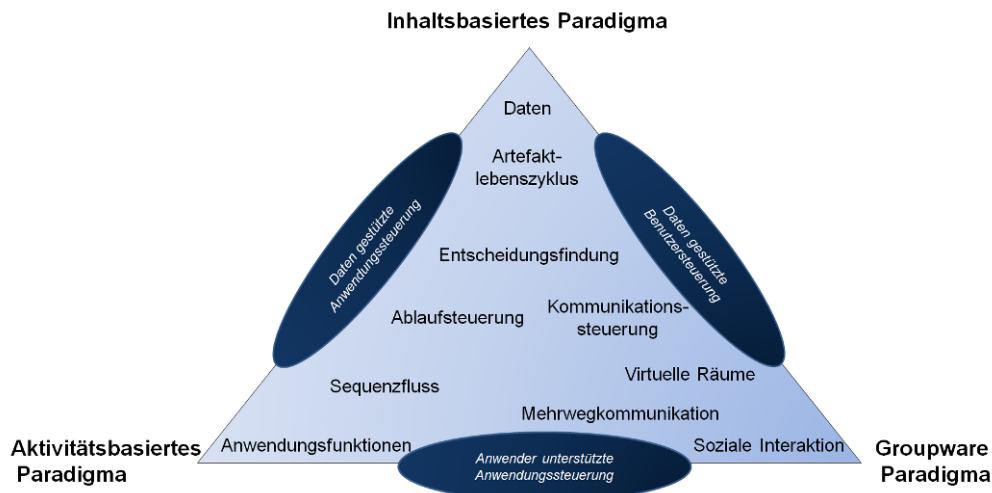 Inhaltsbasiertes Paradigma
Daten
Artefakt-
lebenszyklus
Daten gestützte
Anwendungssteuerung
Daten gestützte
Benutzersteuerung
Entscheidungsfindung
Ablaufsteuerung
Kommunikations-
steuerung
Virtuelle Räume
Sequenzfluss
Mehrwegkommunikation
Aktivitätsbasiertes
Paradigma
Anwendungsfunktionen
Anwender unterstützte
Anwendungssteuerung
Soziale Interaktion
Groupware
Paradigma